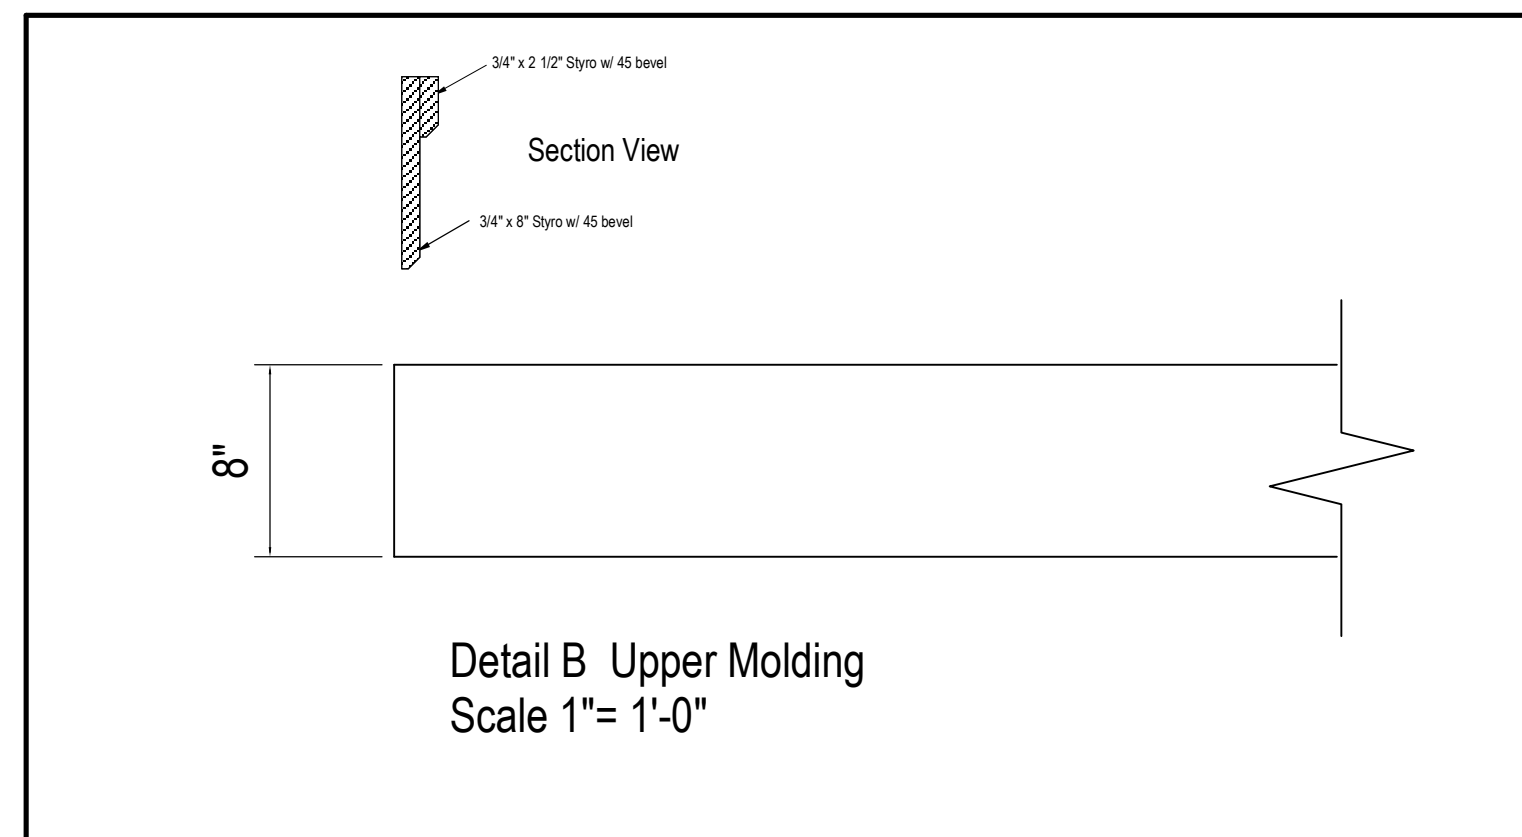 3/4" x 2 1/2" Styro w/ 45 bevel
Section View
3/4" x 8" Styro w/ 45 bevel
8"
Detail B  Upper Molding
Scale 1"= 1'-0"